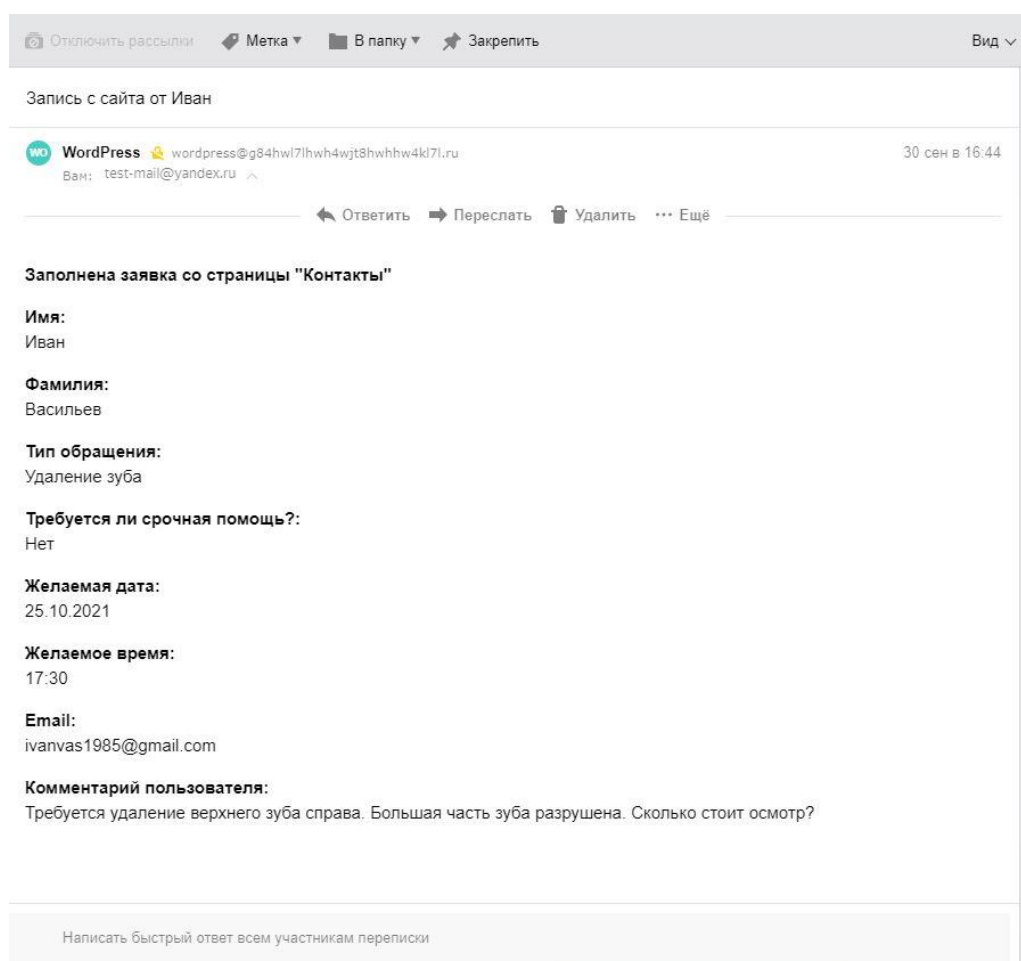 Отключить рассылки Метка В папку Закрепить Вид
Запись с сайта от Иван
WO WordPress wordpress@g84hwl7lhwh4wjt8hwhhw4kl7l.ru 30 сен в 16:44
Вам: test-mail@yandex.ru
Ответить Переслать Удалить ··· Ещё
Заполнена заявка со страницы "Контакты"
Имя:
Иван
Фамилия:
Васильев
Тип обращения:
Удаление зуба
Требуется ли срочная помощь?:
Нет
Желаемая дата:
25.10.2021
Желаемое время:
17:30
Email:
ivanvas1985@gmail.com
Комментарий пользователя:
Требуется удаление верхнего зуба справа. Большая часть зуба разрушена. Сколько стоит осмотр?
Написать быстрый ответ всем участникам переписки